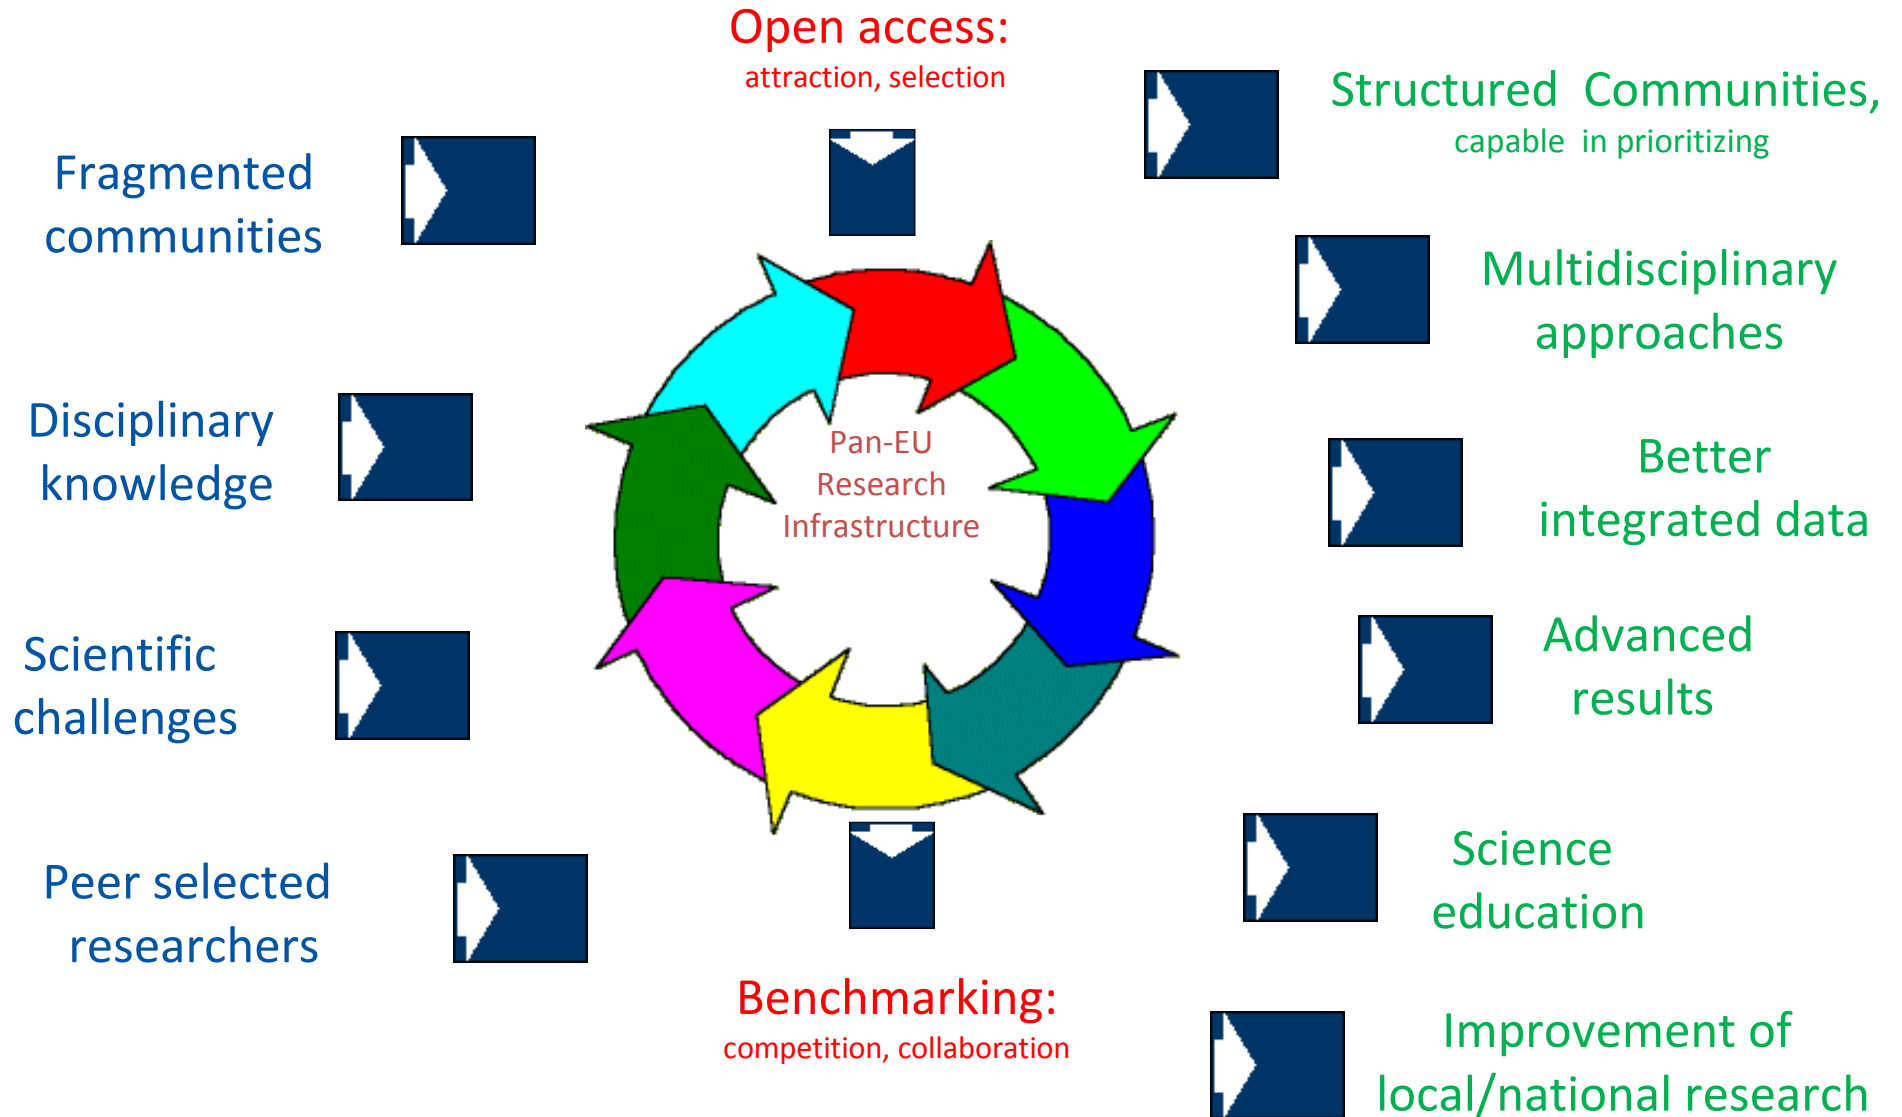 Open access:
attraction, selection
Fragmented
communities
Disciplinary
knowledge
Scientific
challenges
Peer selected
researchers
Pan-EU
Research
Infrastructure
Benchmarking:
competition, collaboration
Structured Communities,
capable in prioritizing
Multidisciplinary
approaches
Better
integrated data
Advanced
results
Science
education
Improvement of
local/national research